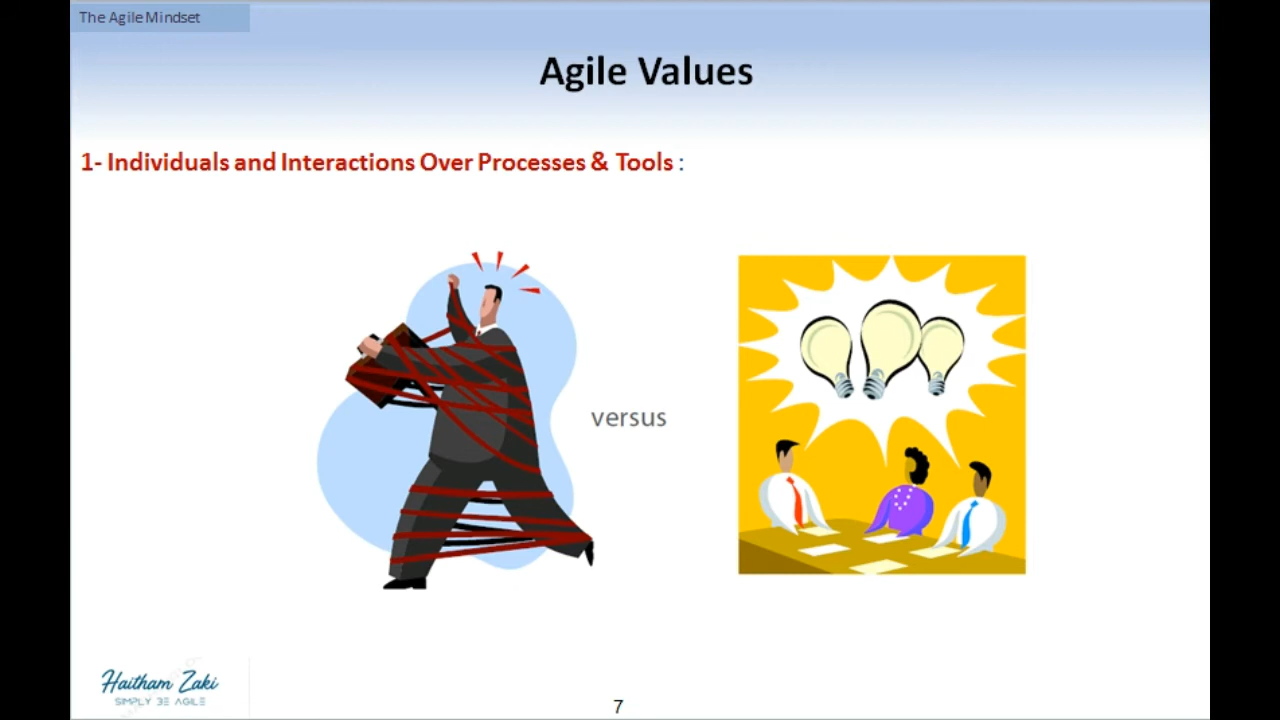 The Agile Mindset
Agile Values
1- Individuals and Interactions Over Processes & Tools :
versus
Haitham Zaki
SIMPLY BE AGILE
7